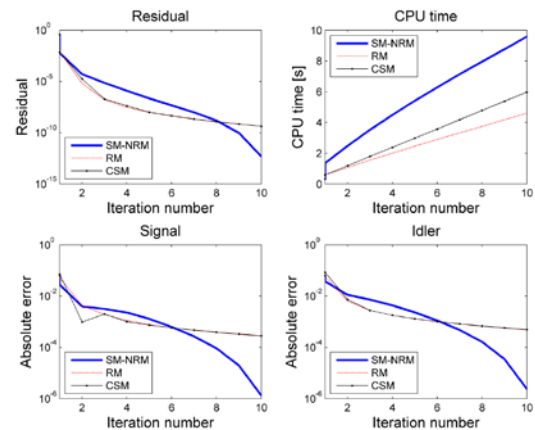 Residual
10^0
10^-5
10^-10
10^-15
Residual
SM-NRM
RM
CSM
2 4 6 8 10
Iteration number
CPU time
10
8
6
4
2
0
CPU time [s]
SM-NRM
RM
CSM
2 4 6 8 10
Iteration number
Signal
10^0
10^-2
10^-4
10^-6
Absolute error
SM-NRM
RM
CSM
2 4 6 8 10
Iteration number
Idler
10^0
10^-2
10^-4
10^-6
Absolute error
SM-NRM
RM
CSM
2 4 6 8 10
Iteration number